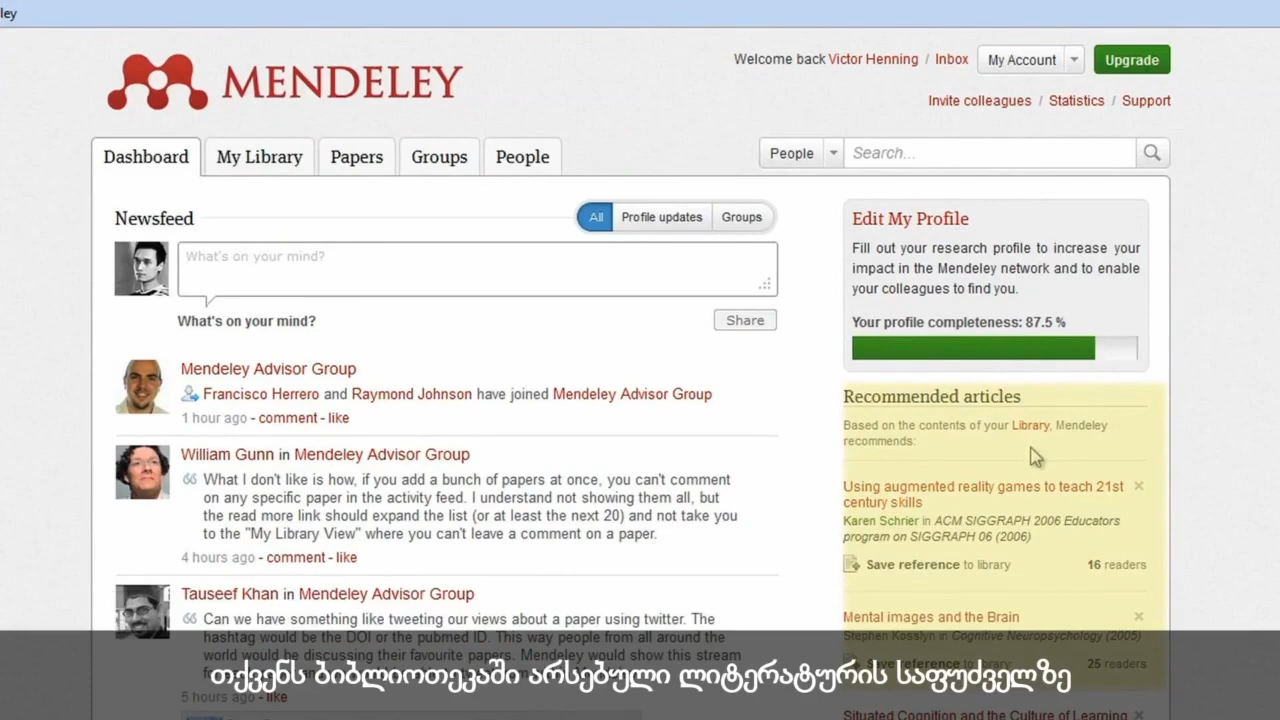 ley
MENDELEY
Welcome back Victor Henning / Inbox
My Account
Upgrade
Invite colleagues / Statistics / Support
Dashboard
My Library
Papers
Groups
People
People
Search...
Newsfeed
All
Profile updates
Groups
What's on your mind?
What's on your mind?
Share
Mendeley Advisor Group
Francisco Herrero and Raymond Johnson have joined Mendeley Advisor Group
1 hour ago - comment - like
William Gunn in Mendeley Advisor Group
What I don't like is how, if you add a bunch of papers at once, you can't comment
on any specific paper in the activity feed. I understand not showing them all, but
the read more link should expand the list (or at least the next 20) and not take you
to the "My Library View" where you can't leave a comment on a paper.
4 hours ago - comment - like
Tauseef Khan in Mendeley Advisor Group
Can we have something like tweeting our views about a paper using twitter. The
hashtag would be the DOI or the pubmed ID. This way people from all around the
world would be discussing their favourite papers. Mendeley would show this stream
5 hours ago - like
Edit My Profile
Fill out your research profile to increase your
impact in the Mendeley network and to enable
your colleagues to find you.
Your profile completeness: 87.5 %
Recommended articles
Based on the contents of your Library, Mendeley
recommends:
Using augmented reality games to teach 21st
century skills
Karen Schrier in ACM SIGGRAPH 2006 Educators
program on SIGGRAPH 06 (2006)
Save reference to library
16 readers
Mental images and the Brain
Stephen Kosslyn in Cognitive Neuropsychology (2005)
Save reference to library
25 readers
Situated Cognition and the Culture of Learning
თქვენს ბიბლიოთეკაში არსებული ლიტერატურის საფუძველზე